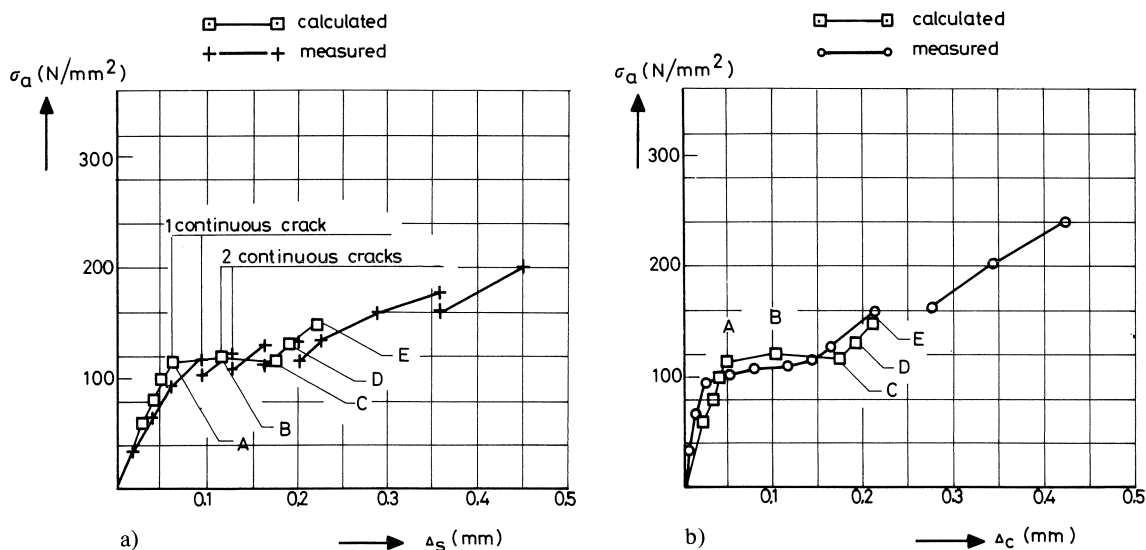 calculated
measured
σa (N/mm²)
300
200
100
1 continuous crack
2 continuous cracks
A
B
C
D
E
0.1
0.2
0.3
0.4
0.5
a)
Δs (mm)
calculated
measured
σa (N/mm²)
300
200
100
A
B
C
D
E
0.1
0.2
0.3
0.4
0.5
b)
Δc (mm)